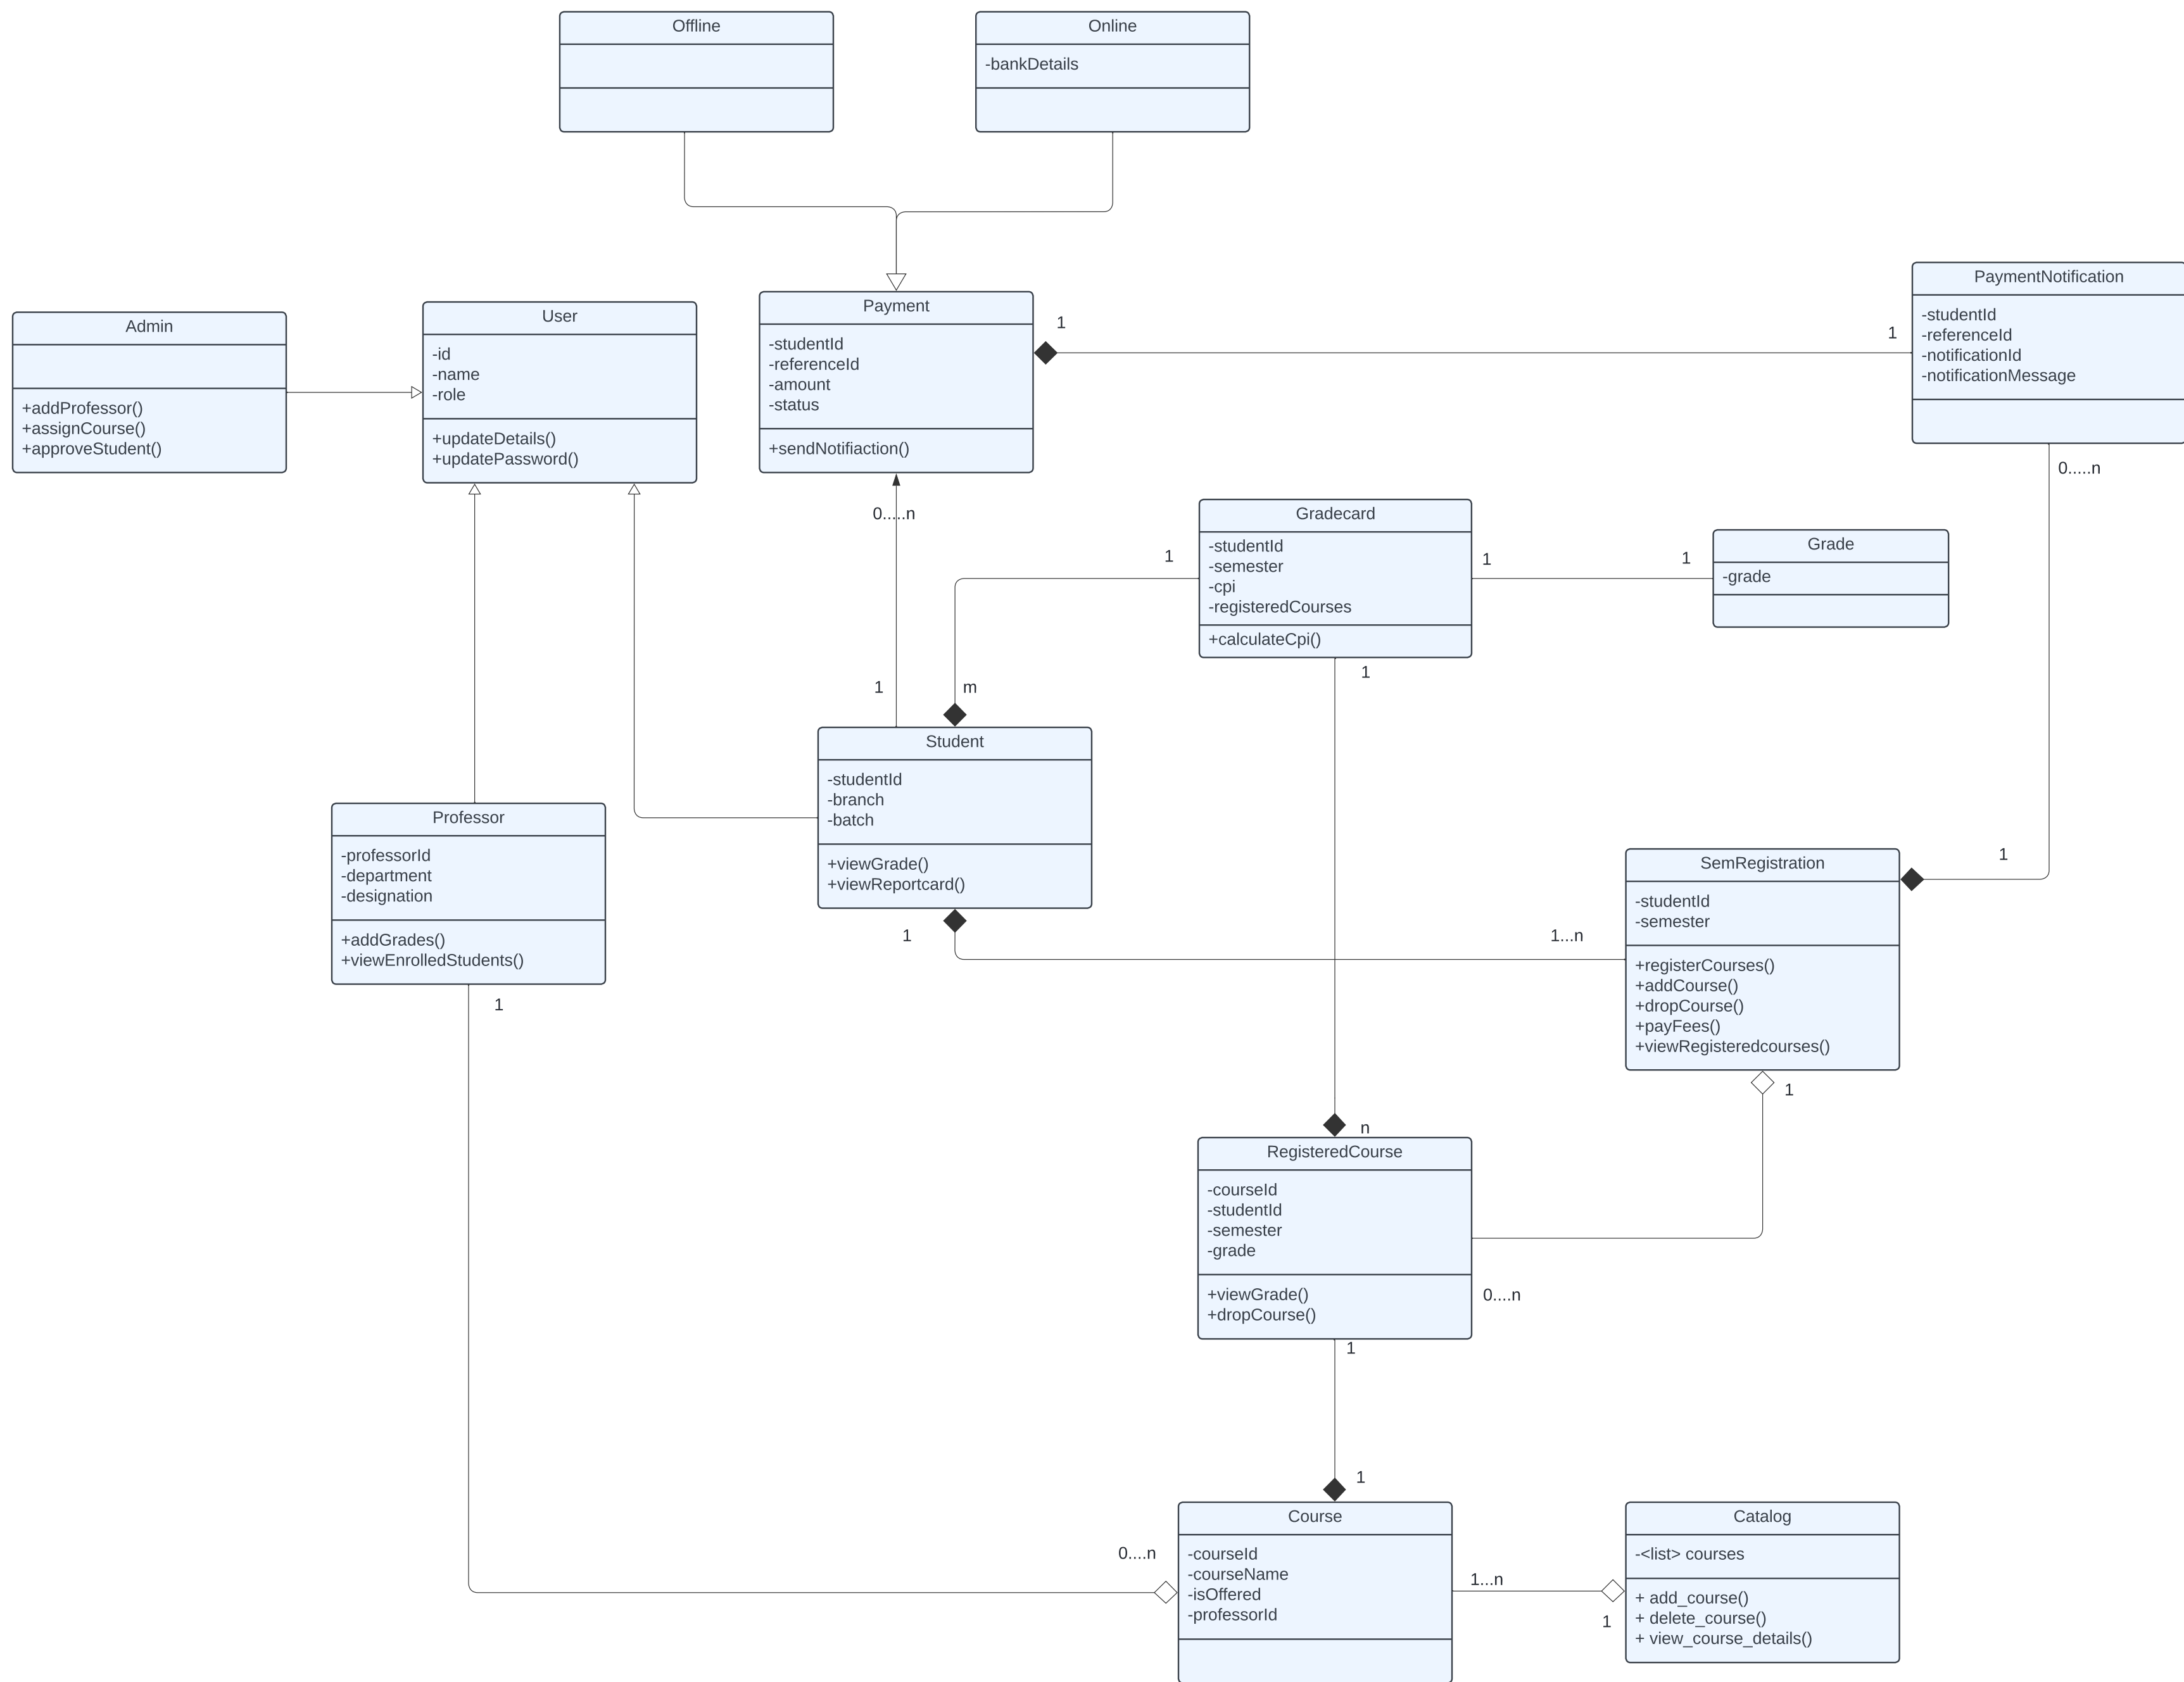 Offline
Online
-bankDetails
Admin
+addProfessor()
+assignCourse()
+approveStudent()
User
-id
-name
-role
+updateDetails()
+updatePassword()
Payment
-studentId
-referenceId
-amount
-status
+sendNotifiaction()
1
1
PaymentNotification
-studentId
-referenceId
-notificationId
-notificationMessage
0.....n
0.....n
1
m
1
Gradecard
-studentId
-semester
-cpi
-registeredCourses
+calculateCpi()
1
1
1
Grade
-grade
Student
-studentId
-branch
-batch
+viewGrade()
+viewReportcard()
1
1...n
Professor
-professorId
-department
-designation
+addGrades()
+viewEnrolledStudents()
1
SemRegistration
-studentId
-semester
+registerCourses()
+addCourse()
+dropCourse()
+payFees()
+viewRegisteredcourses()
1
1
n
RegisteredCourse
-courseId
-studentId
-semester
-grade
+viewGrade()
+dropCourse()
0....n
1
1
Course
-courseId
-courseName
-isOffered
-professorId
0....n
1...n
1
Catalog
-<list> courses
+ add_course()
+ delete_course()
+ view_course_details()